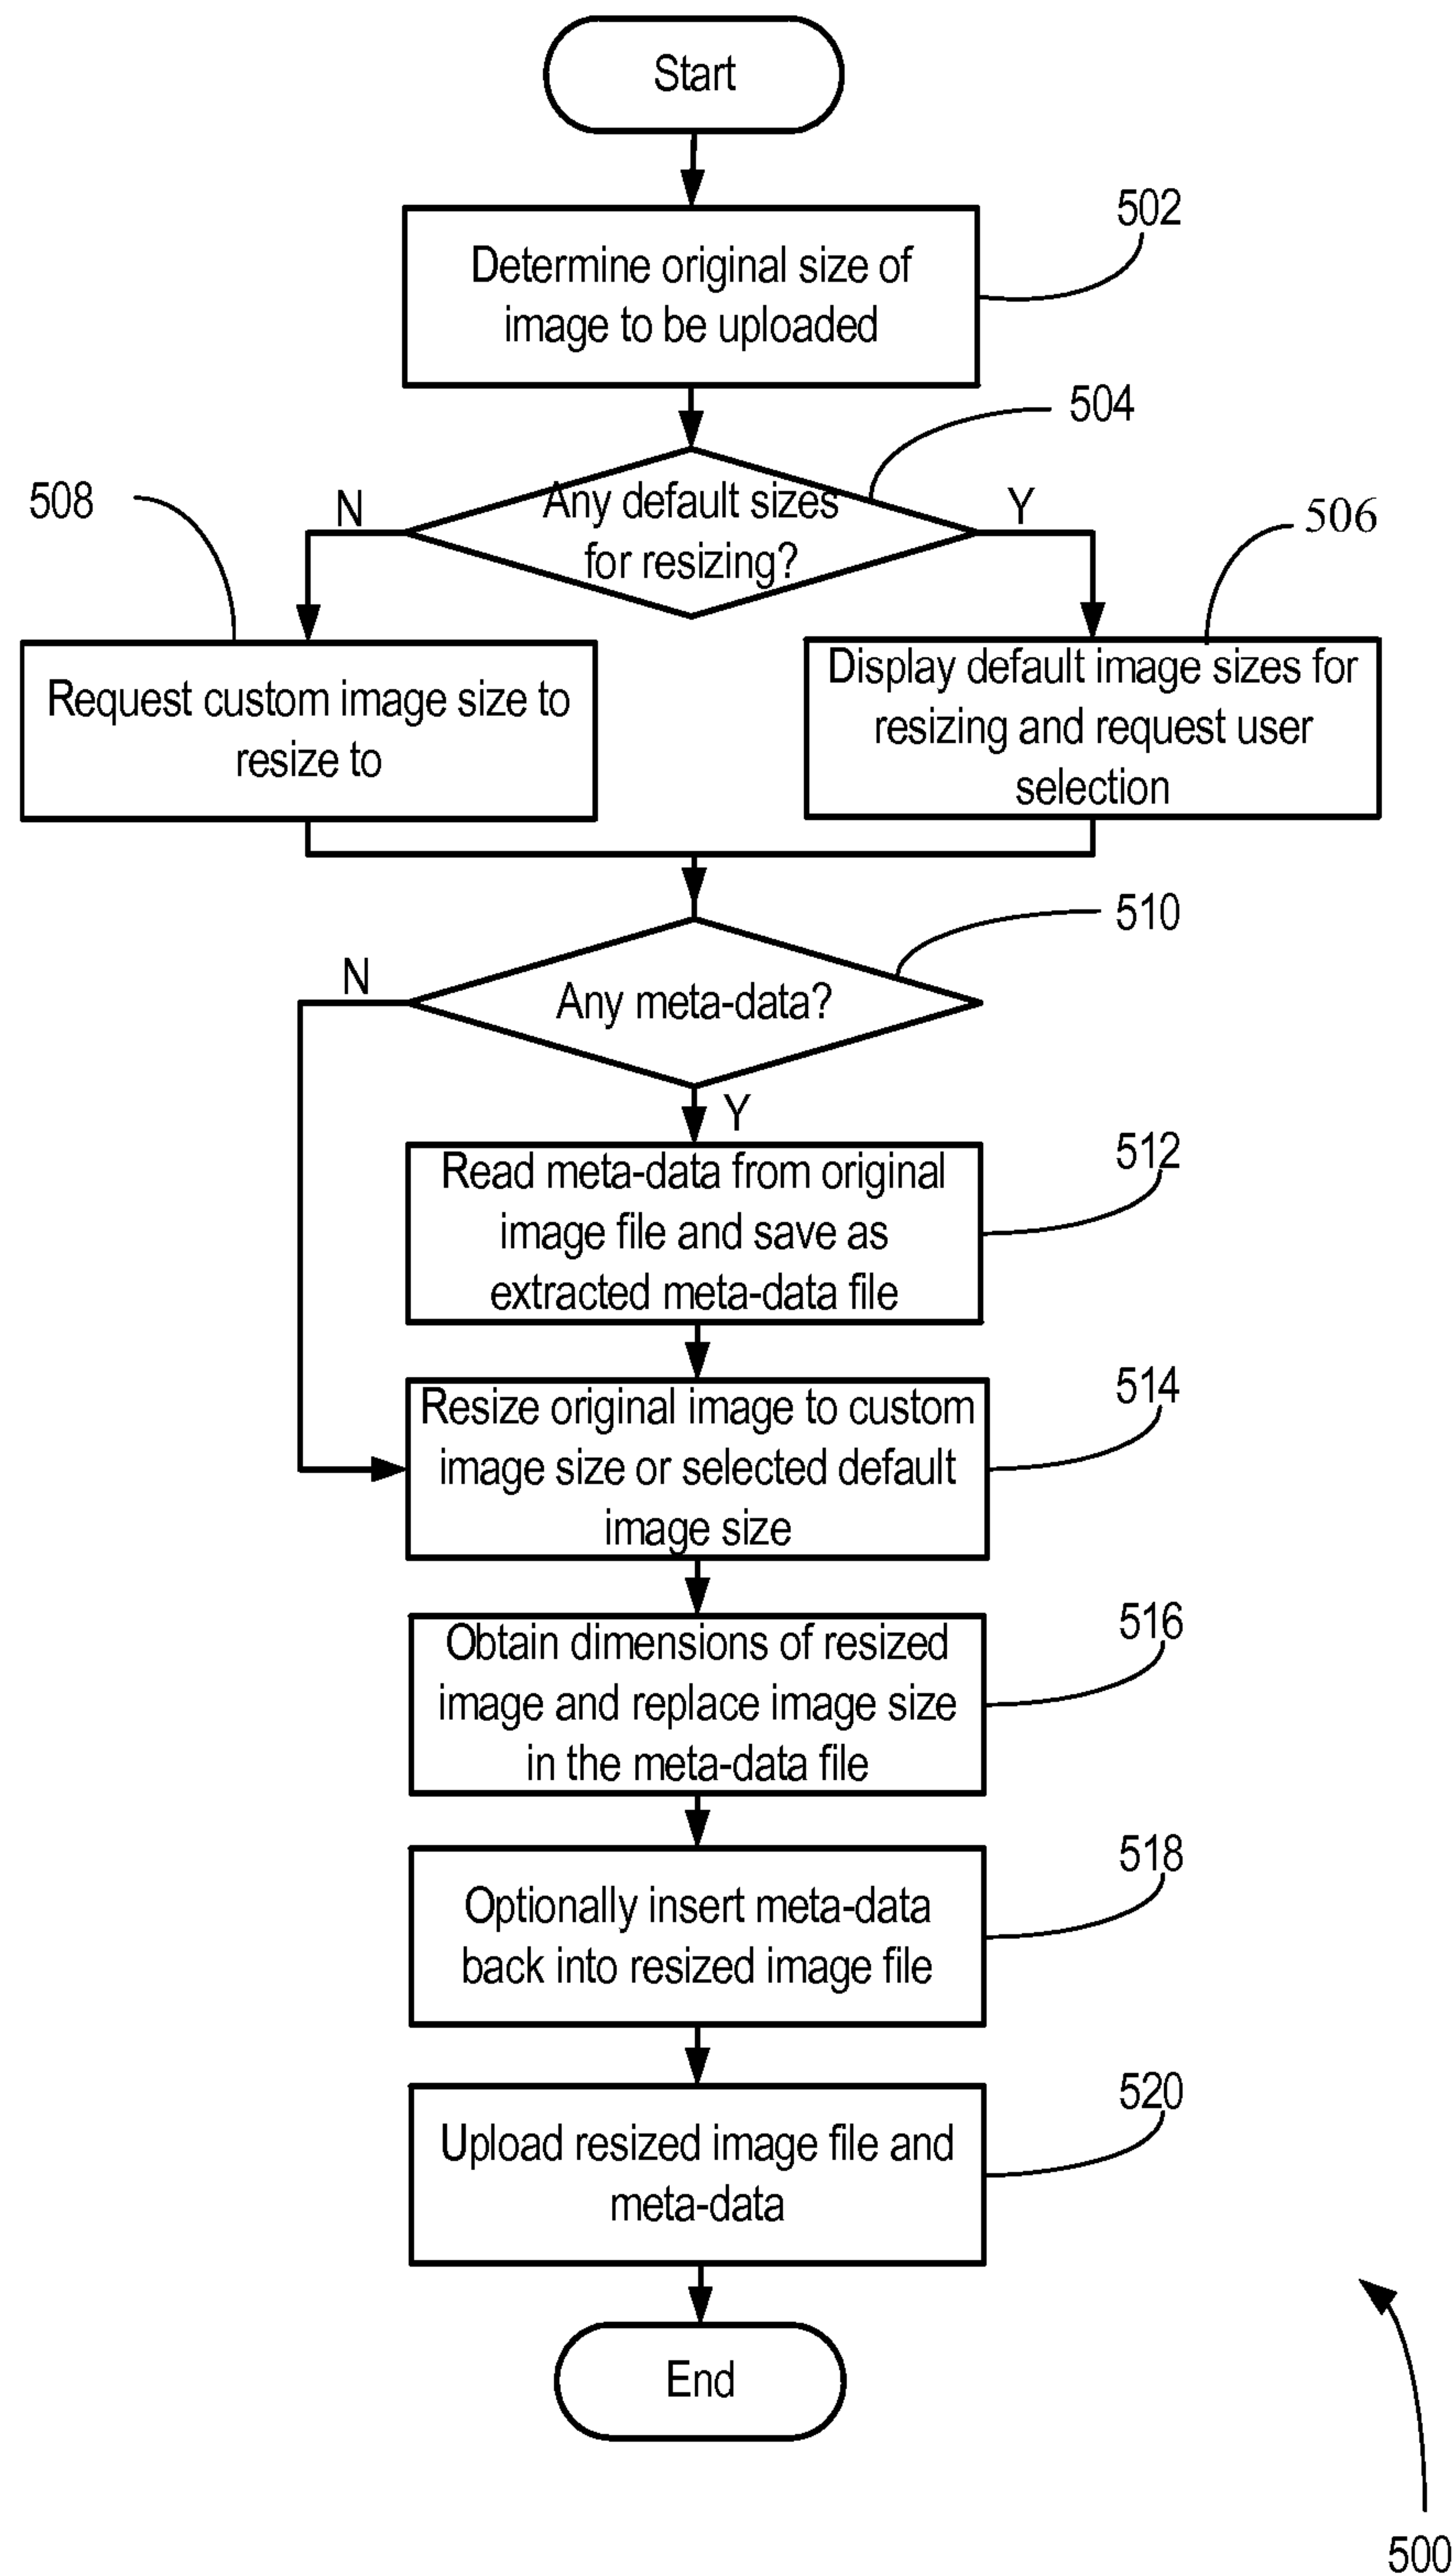 Start
502
Determine original size of
image to be uploaded
504
508
N
Any default sizes
for resizing?
Y
506
Request custom image size to
resize to
Display default image sizes for
resizing and request user
selection
510
N
Any meta-data?
Y
512
Read meta-data from original
image file and save as
extracted meta-data file
514
Resize original image to custom
image size or selected default
image size
516
Obtain dimensions of resized
image and replace image size
in the meta-data file
518
Optionally insert meta-data
back into resized image file
520
Upload resized image file and
meta-data
End
500